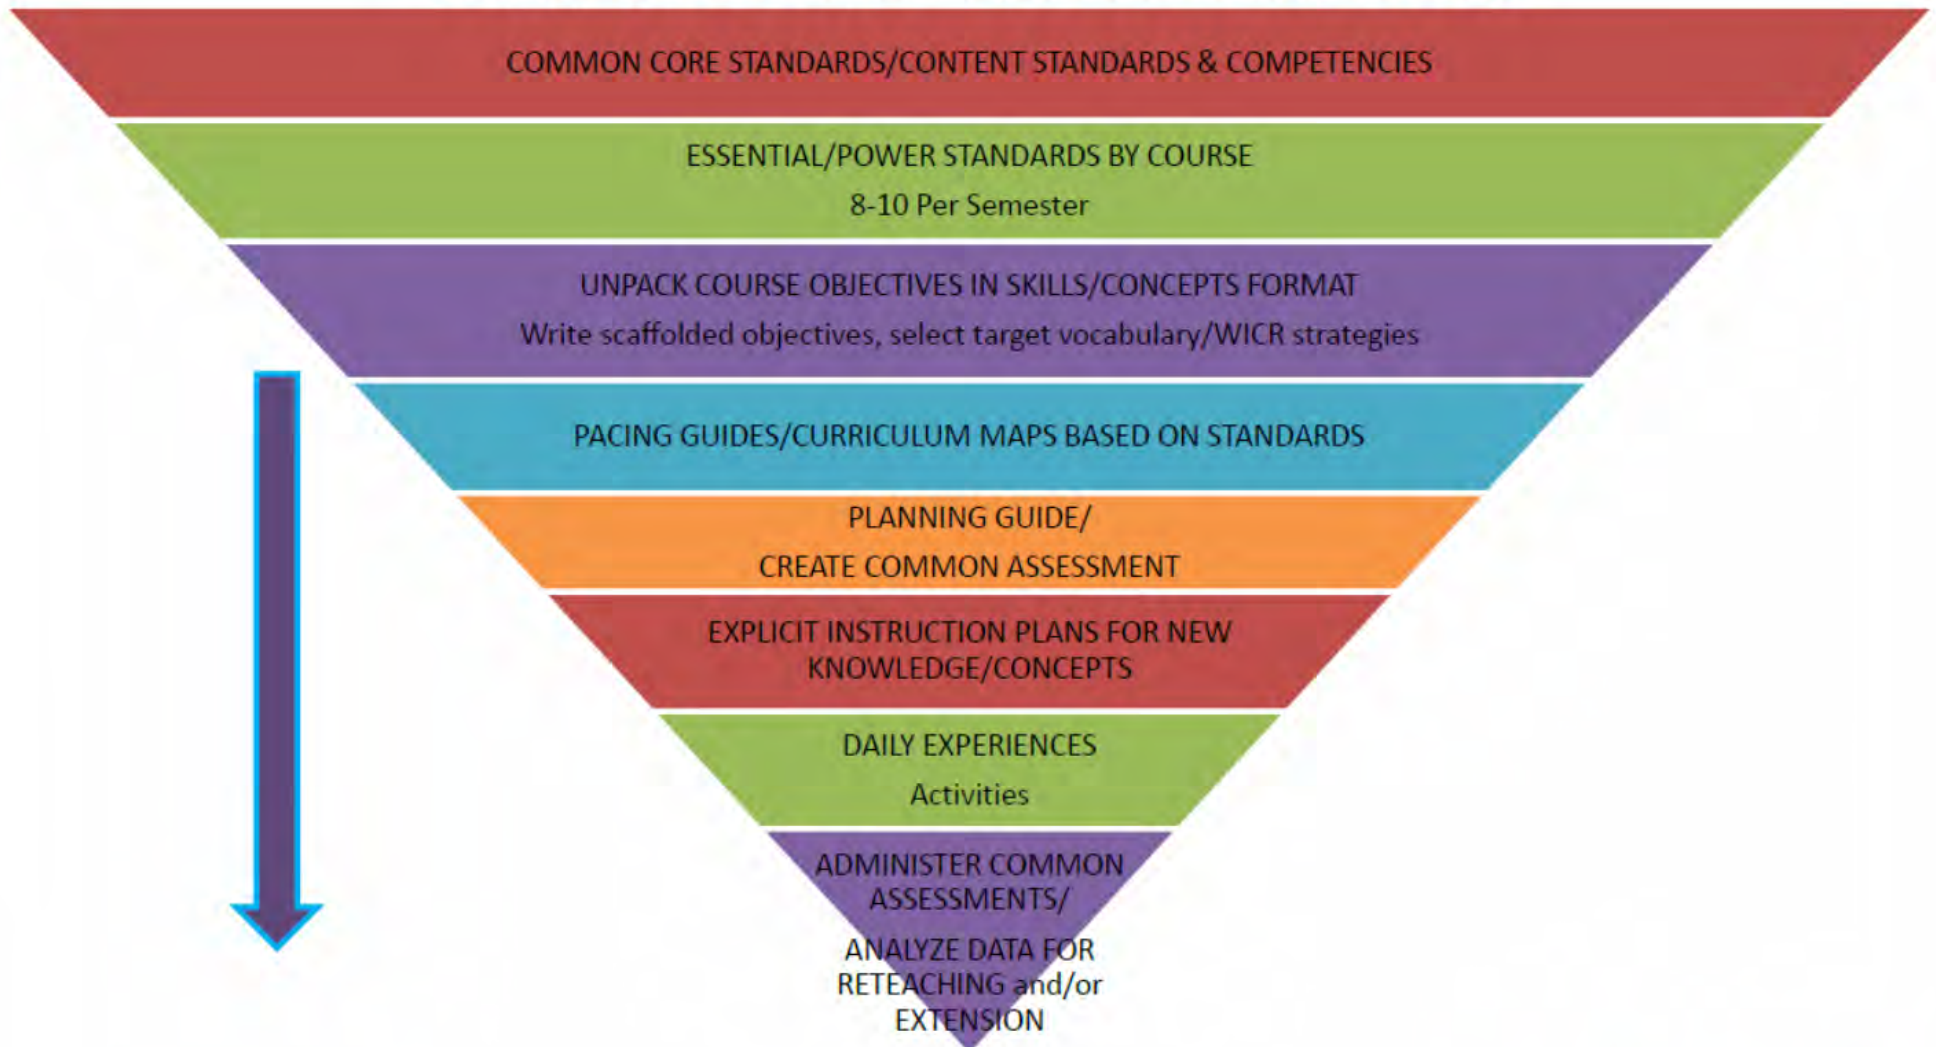 COMMON CORE STANDARDS/CONTENT STANDARDS & COMPETENCIES
ESSENTIAL/POWER STANDARDS BY COURSE
8-10 Per Semester
UNPACK COURSE OBJECTIVES IN SKILLS/CONCEPTS FORMAT
Write scaffolded objectives, select target vocabulary/WICR strategies
PACING GUIDES/CURRICULUM MAPS BASED ON STANDARDS
PLANNING GUIDE/
CREATE COMMON ASSESSMENT
EXPLICIT INSTRUCTION PLANS FOR NEW
KNOWLEDGE/CONCEPTS
DAILY EXPERIENCES
Activities
ADMINISTER COMMON
ASSESSMENTS/
ANALYZE DATA FOR
RETEACHING and/or
EXTENSION